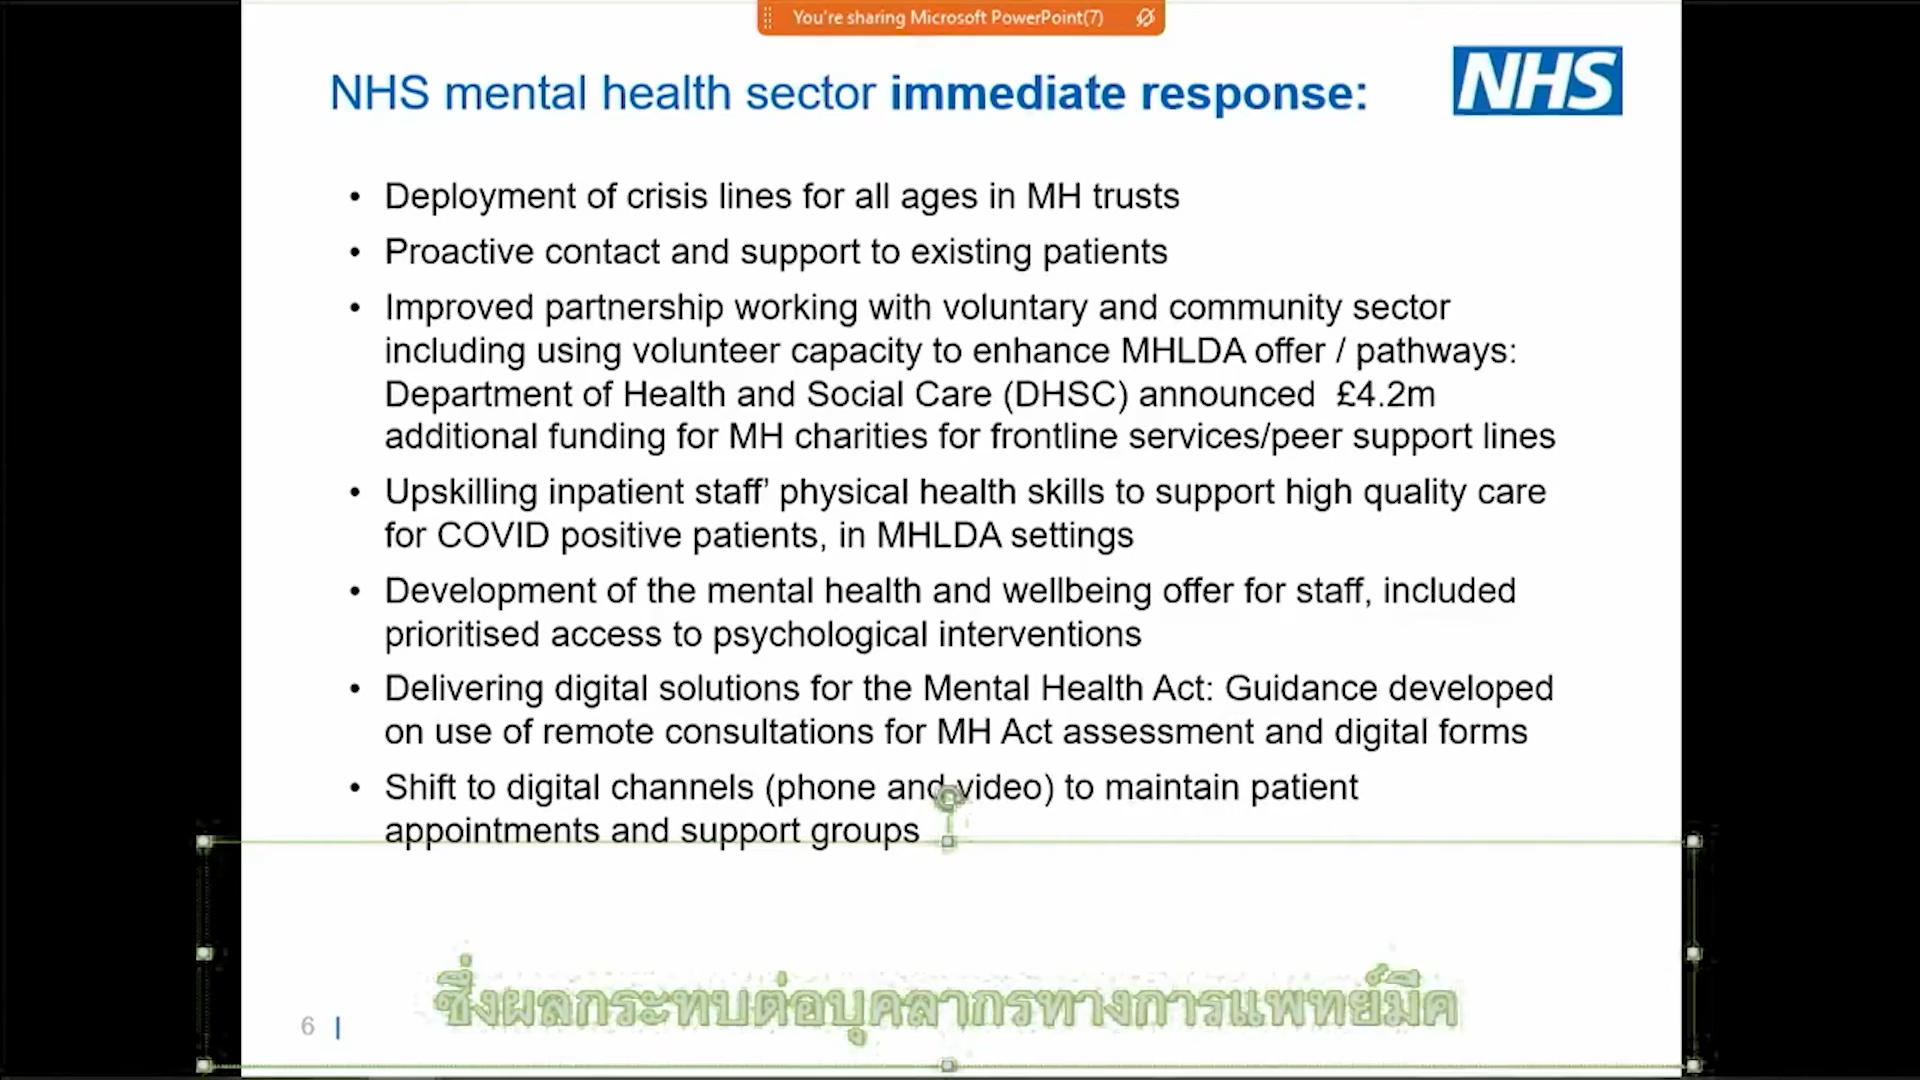 You're sharing Microsoft PowerPoint(7)
NHS mental health sector immediate response:
NHS
• Deployment of crisis lines for all ages in MH trusts
• Proactive contact and support to existing patients
• Improved partnership working with voluntary and community sector
including using volunteer capacity to enhance MHLDA offer / pathways:
Department of Health and Social Care (DHSC) announced £4.2m
additional funding for MH charities for frontline services/peer support lines
• Upskilling inpatient staff’ physical health skills to support high quality care
for COVID positive patients, in MHLDA settings
• Development of the mental health and wellbeing offer for staff, included
prioritised access to psychological interventions
• Delivering digital solutions for the Mental Health Act: Guidance developed
on use of remote consultations for MH Act assessment and digital forms
• Shift to digital channels (phone and video) to maintain patient
appointments and support groups
ซึ่งผลกระทบต่อบุคลากรทางการแพทย์มีค
6 |